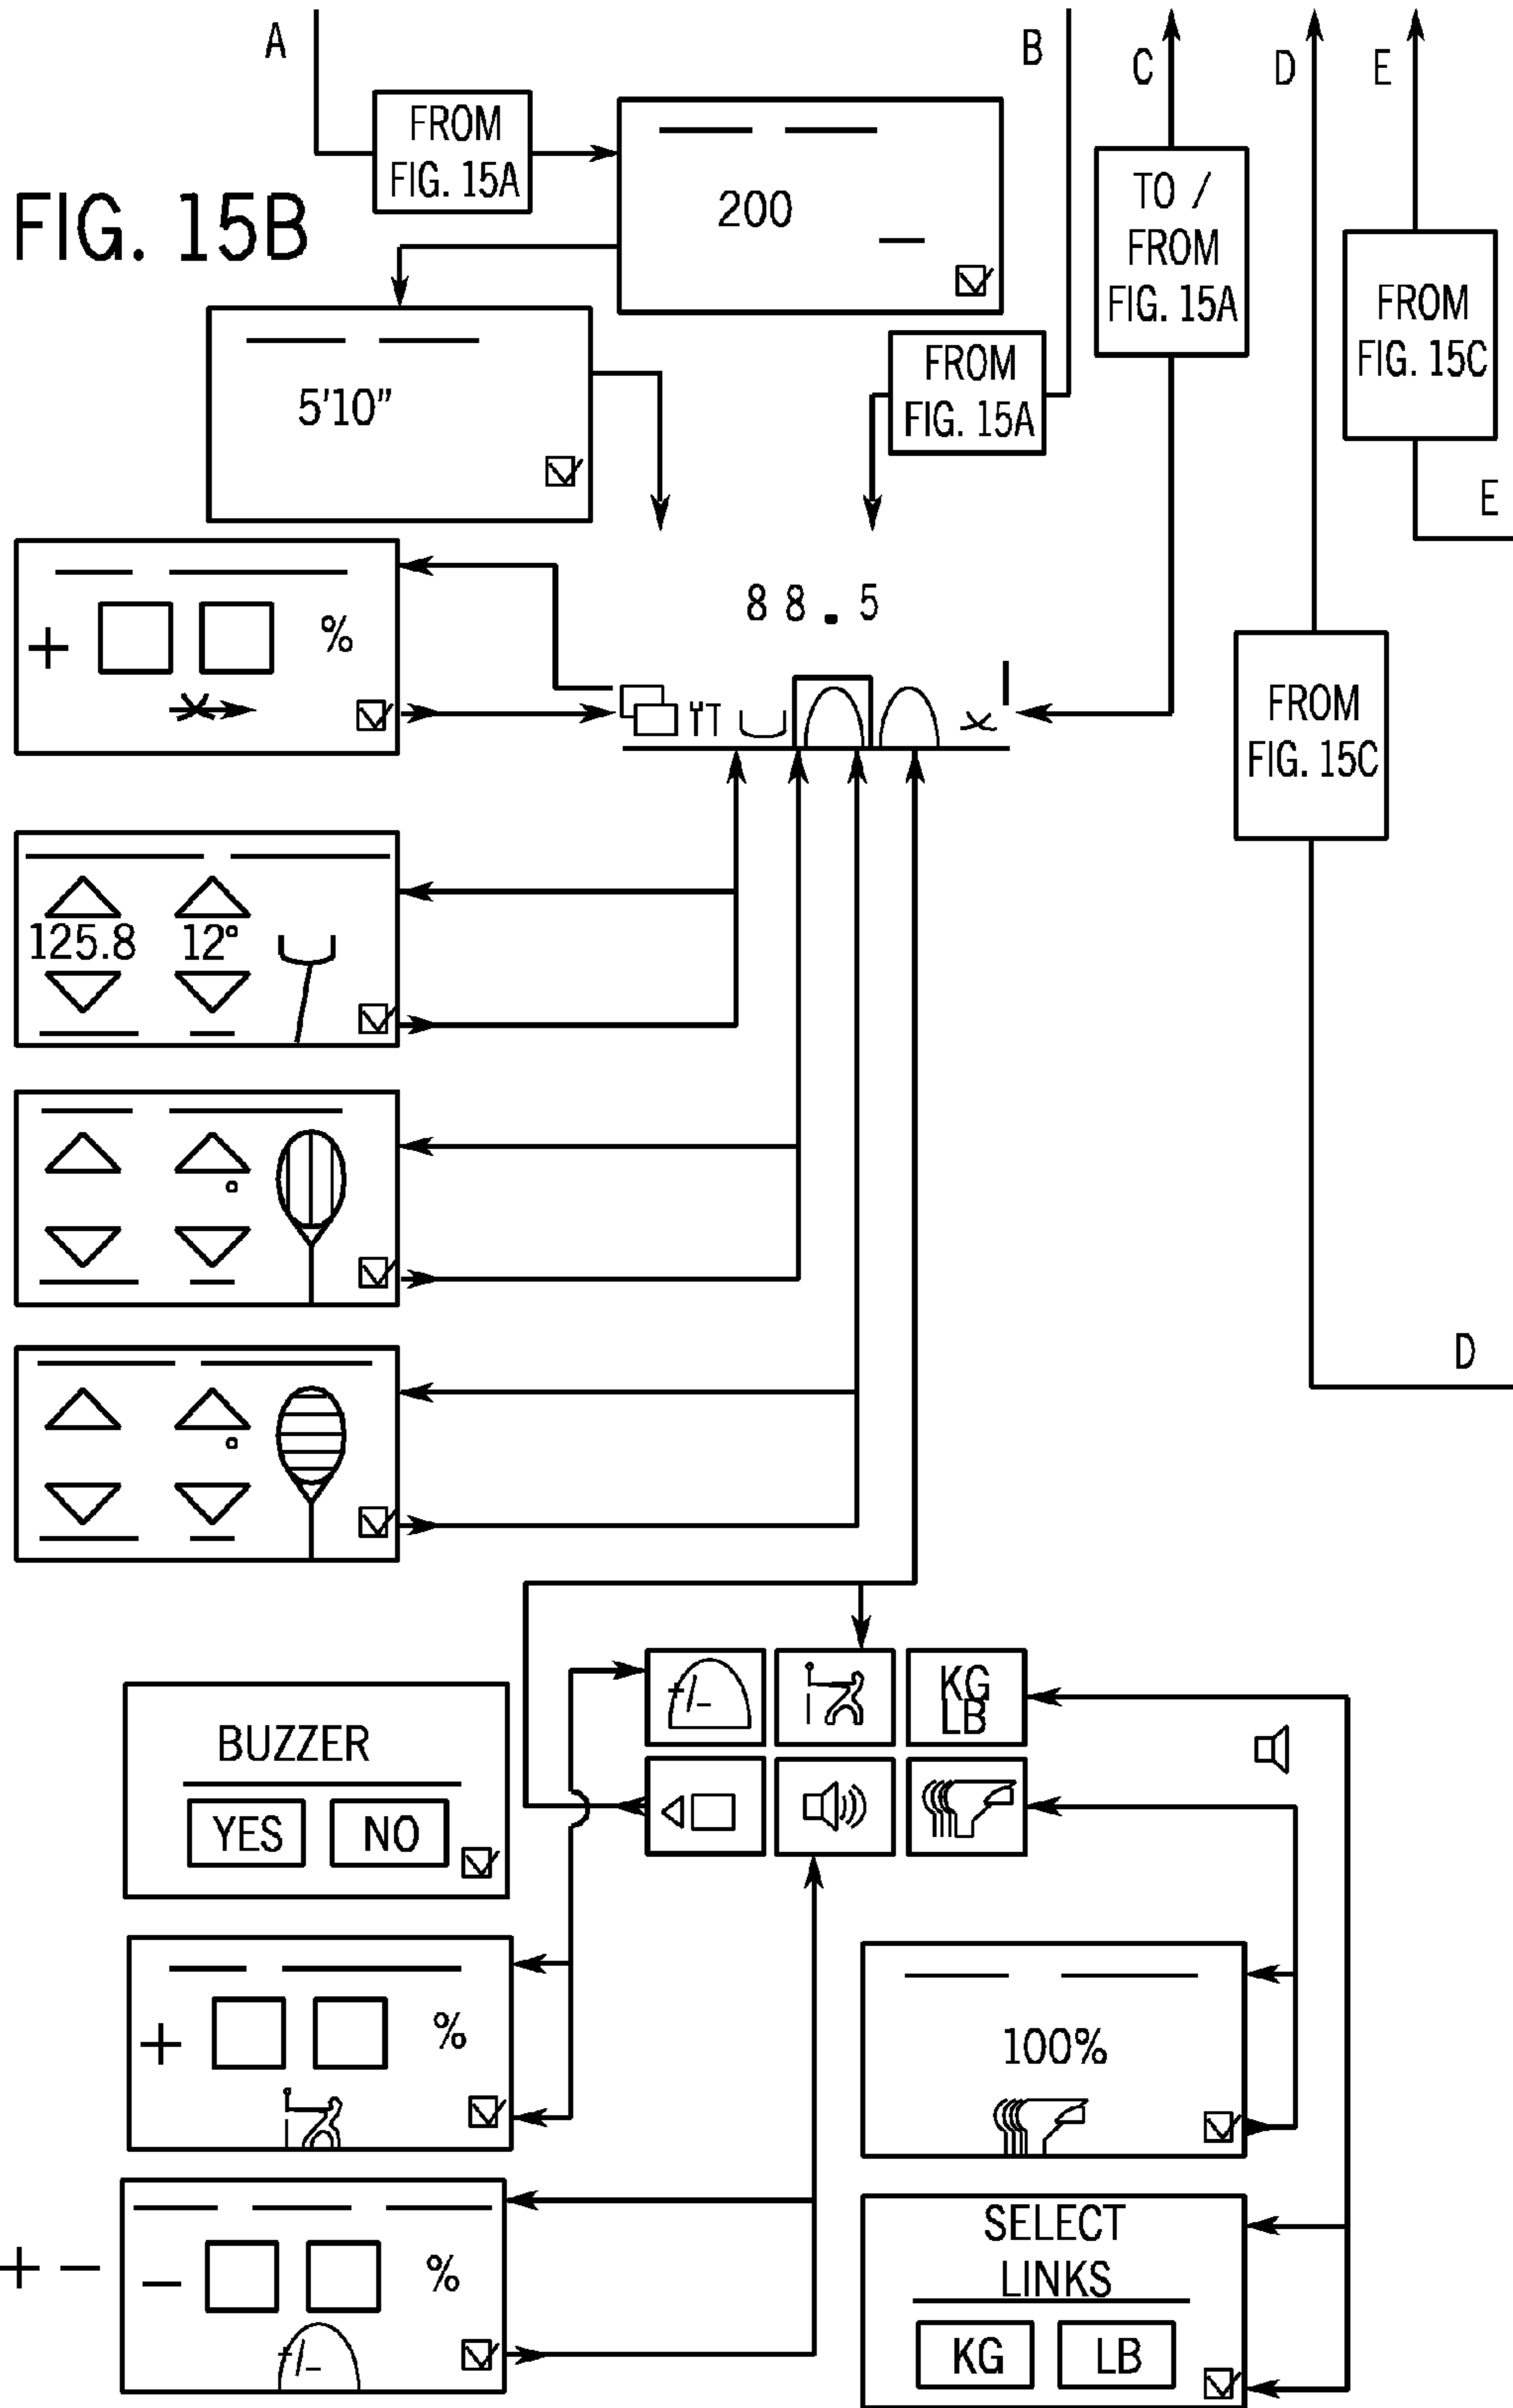 A
B
C
D
E
FROM
FIG. 15A
TO /
FROM
FIG. 15A
FIG. 15B
200
FROM
FIG. 15C
FROM
FIG. 15A
5'10”
E
88.5
+
%
FROM
FIG. 15C
125.8
12°
°
D
°
+/-
KG
LB
BUZZER
YES
NO
+
%
100%
+ -
-
%
+/-
SELECT
LINKS
KG
LB